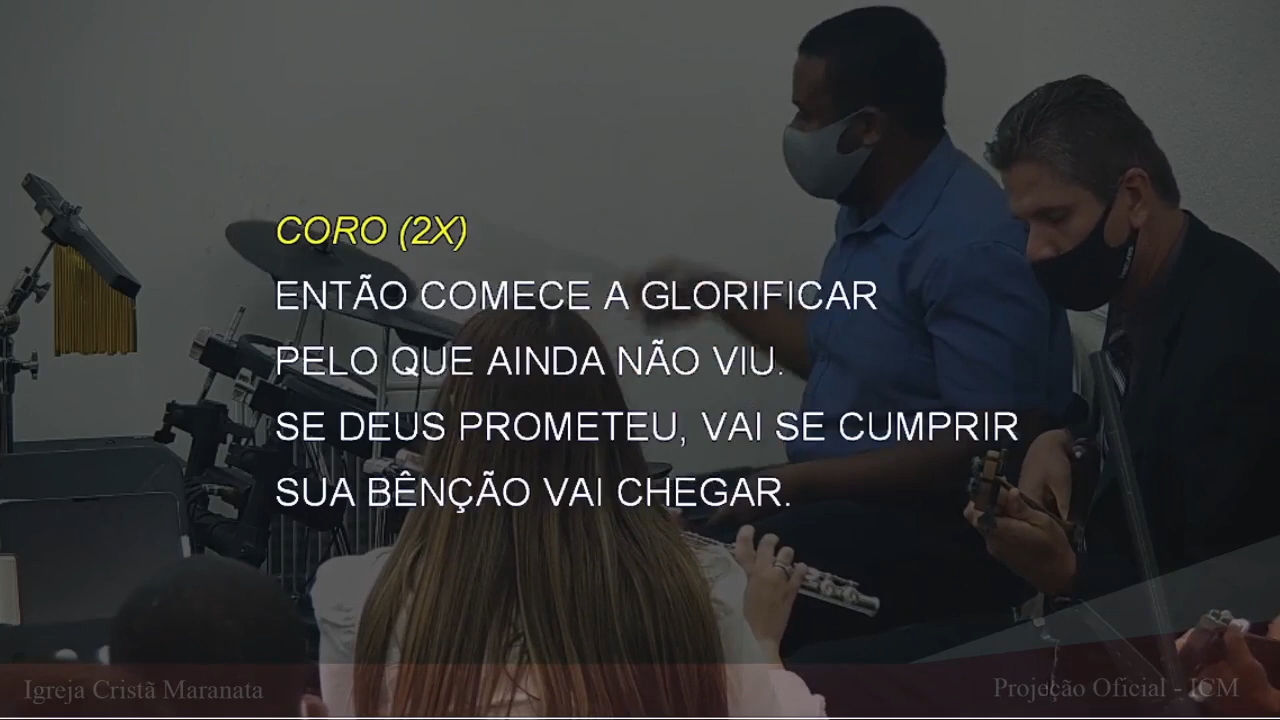 CORO (2X)
ENTÃO COMECE A GLORIFICAR
PELO QUE AINDA NÃO VIU.
SE DEUS PROMETEU, VAI SE CUMPRIR
SUA BÊNÇÃO VAI CHEGAR.
Igreja Cristã Maranata
Projeção Oficial - ICM